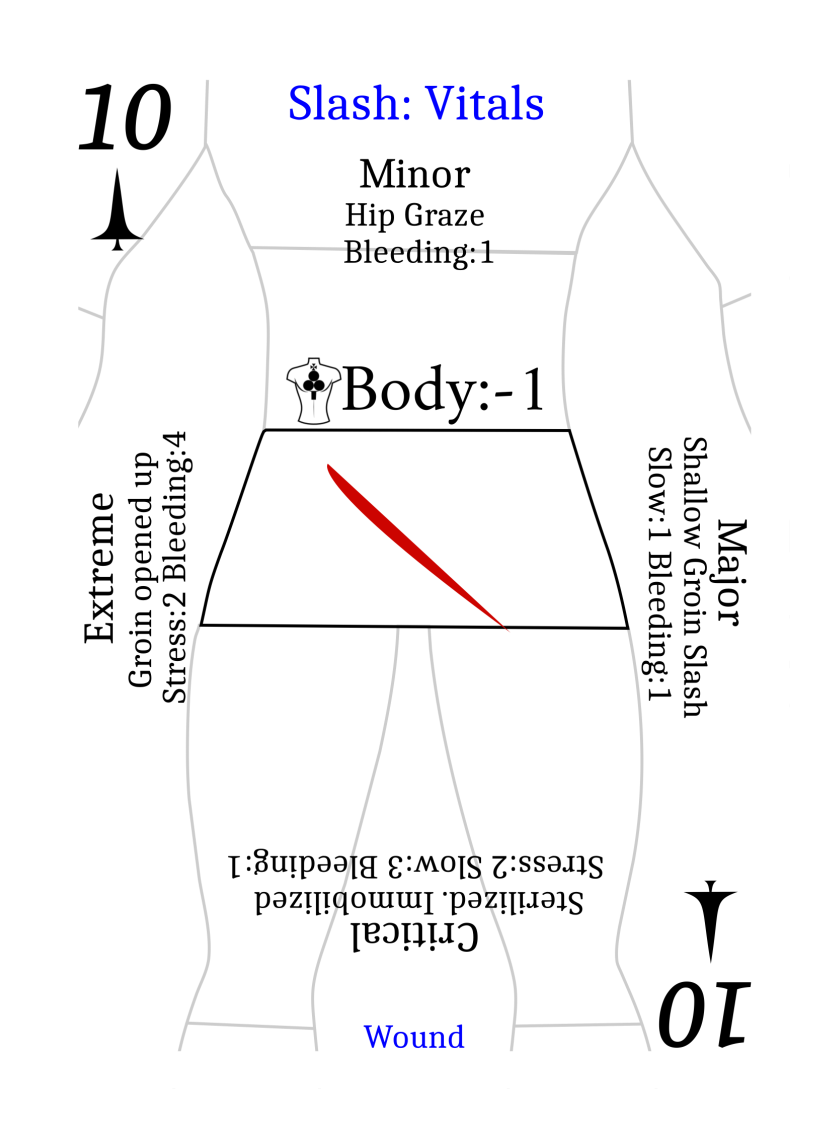 10
Slash: Vitals
Minor
Hip Graze
Bleeding:1
Body:-1
Extreme
Groin opened up
Stress:2 Bleeding:4
Major
Shallow Groin Slash
Slow:1 Bleeding:1
Critical
Sterilized. Immobilized
Stress:2 Slow:3 Bleeding:1
Wound
10